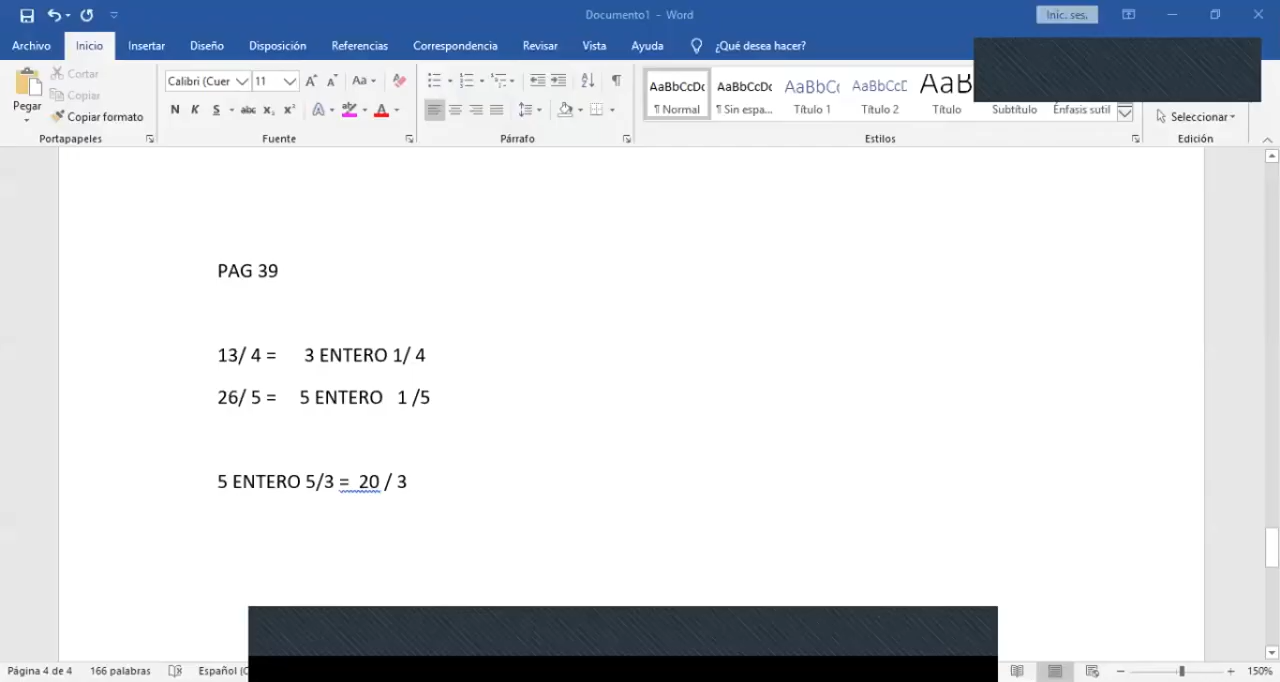 Documento1 - Word
Inic. ses.
Archivo Inicio Insertar Diseño Disposición Referencias Correspondencia Revisar Vista Ayuda ¿Qué desea hacer?
Pegar
Cortar
Copiar
Copiar formato
Portapapeles
Calibri (Cuer 11
Aa
N K S abc x₂ x²
Fuente
Párrafo
AaBbCcDc AaBbCcDc AaBbCc AaBbCcD AaB
¶ Normal ¶ Sin espa... Título 1 Título 2 Título Subtítulo Énfasis sutil
Estilos
Seleccionar
Edición
PAG 39
13/ 4 = 3 ENTERO 1/ 4
26/ 5 = 5 ENTERO 1 /5
5 ENTERO 5/3 = 20 / 3
Página 4 de 4 166 palabras Español (C 150%